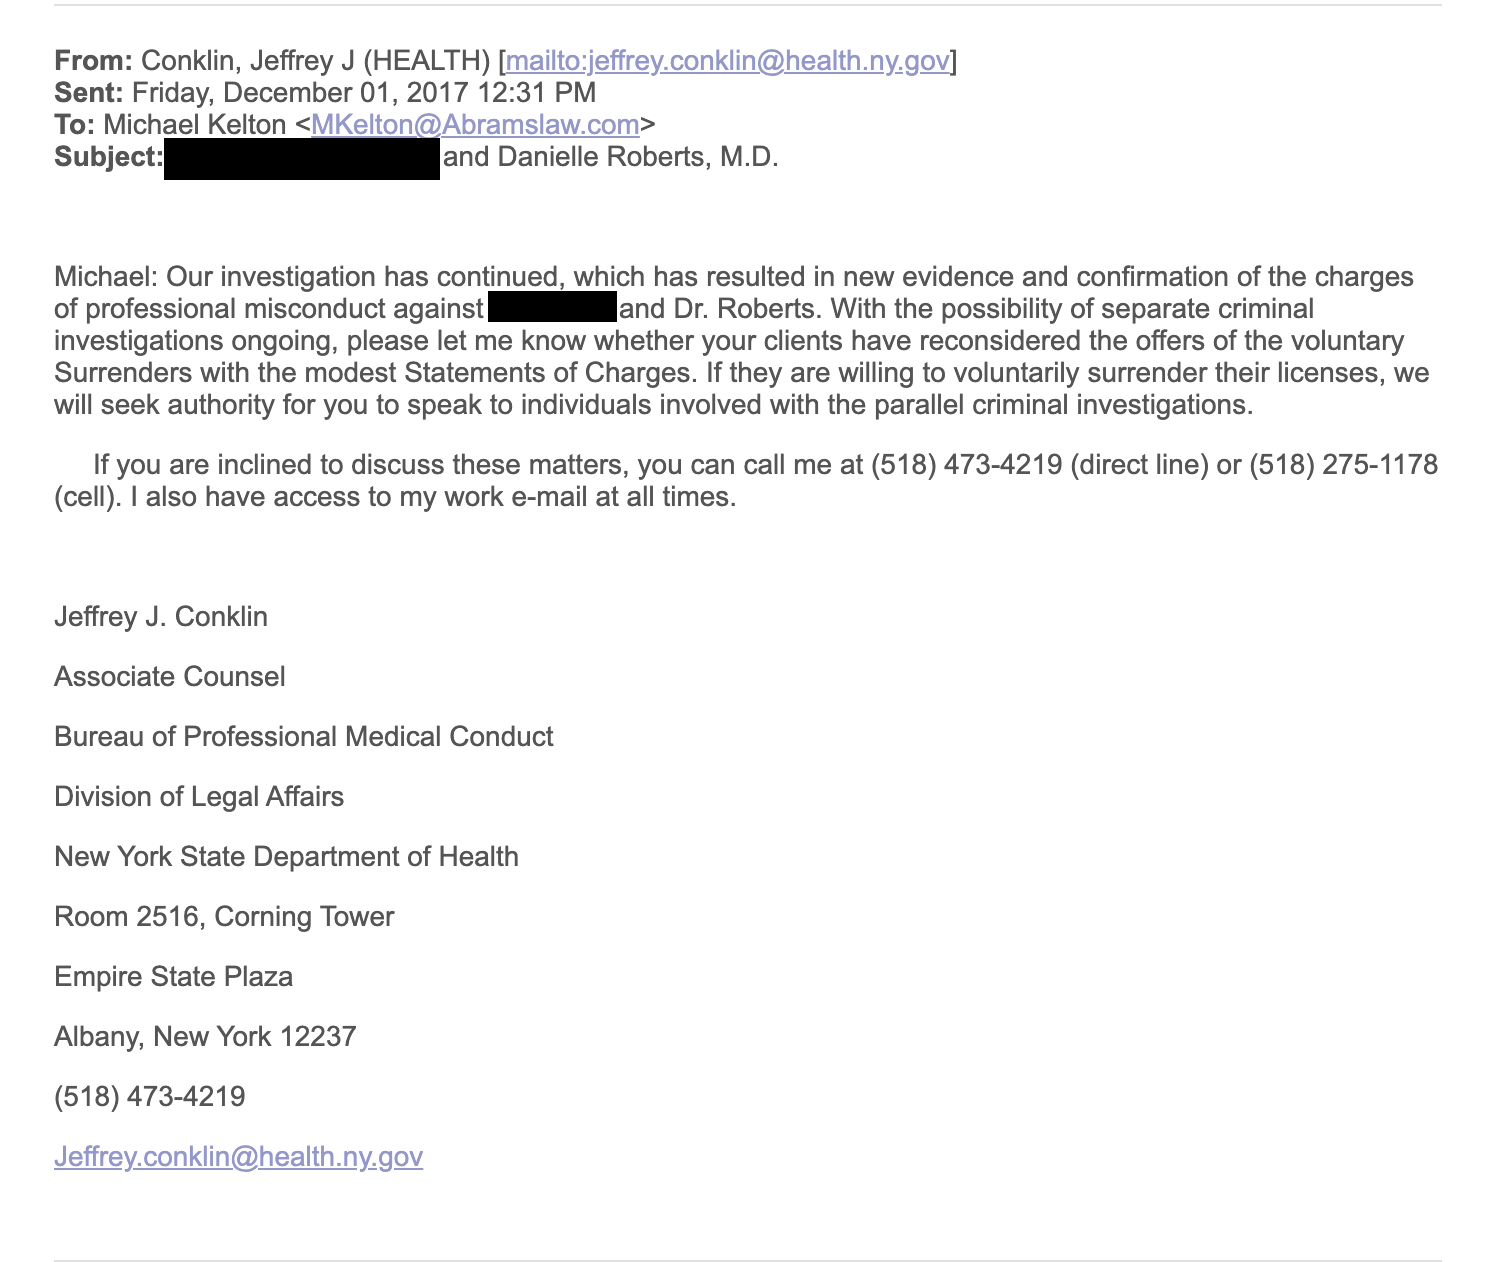 From: Conklin, Jeffrey J (HEALTH) [mailto:jeffrey.conklin@health.ny.gov]
Sent: Friday, December 01, 2017 12:31 PM
To: Michael Kelton <MKelton@Abramslaw.com>
Subject: and Danielle Roberts, M.D.
Michael: Our investigation has continued, which has resulted in new evidence and confirmation of the charges
of professional misconduct against and Dr. Roberts. With the possibility of separate criminal
investigations ongoing, please let me know whether your clients have reconsidered the offers of the voluntary
Surrenders with the modest Statements of Charges. If they are willing to voluntarily surrender their licenses, we
will seek authority for you to speak to individuals involved with the parallel criminal investigations.
If you are inclined to discuss these matters, you can call me at (518) 473-4219 (direct line) or (518) 275-1178
(cell). I also have access to my work e-mail at all times.
Jeffrey J. Conklin
Associate Counsel
Bureau of Professional Medical Conduct
Division of Legal Affairs
New York State Department of Health
Room 2516, Corning Tower
Empire State Plaza
Albany, New York 12237
(518) 473-4219
Jeffrey.conklin@health.ny.gov